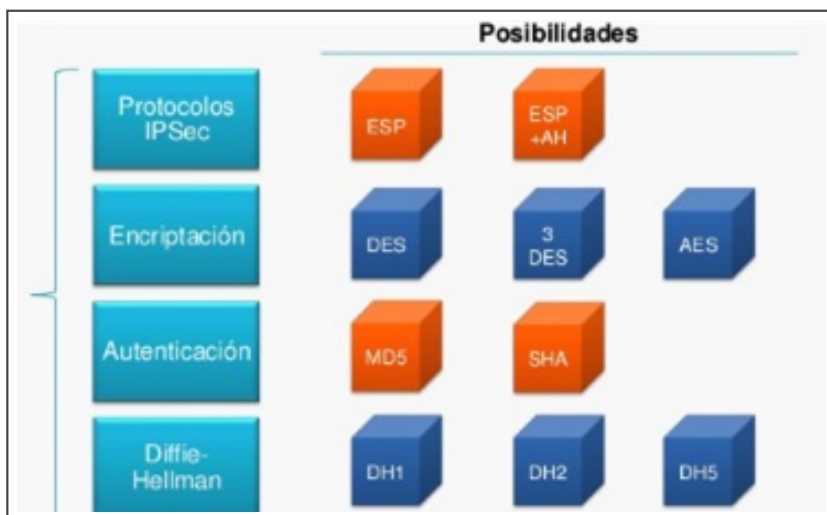 Posibilidades
Protocolos
IPSec
ESP
ESP
+AH
Encriptación
DES
3
DES
AES
Autenticación
MD5
SHA
Diffie-
Hellman
DH1
DH2
DH5